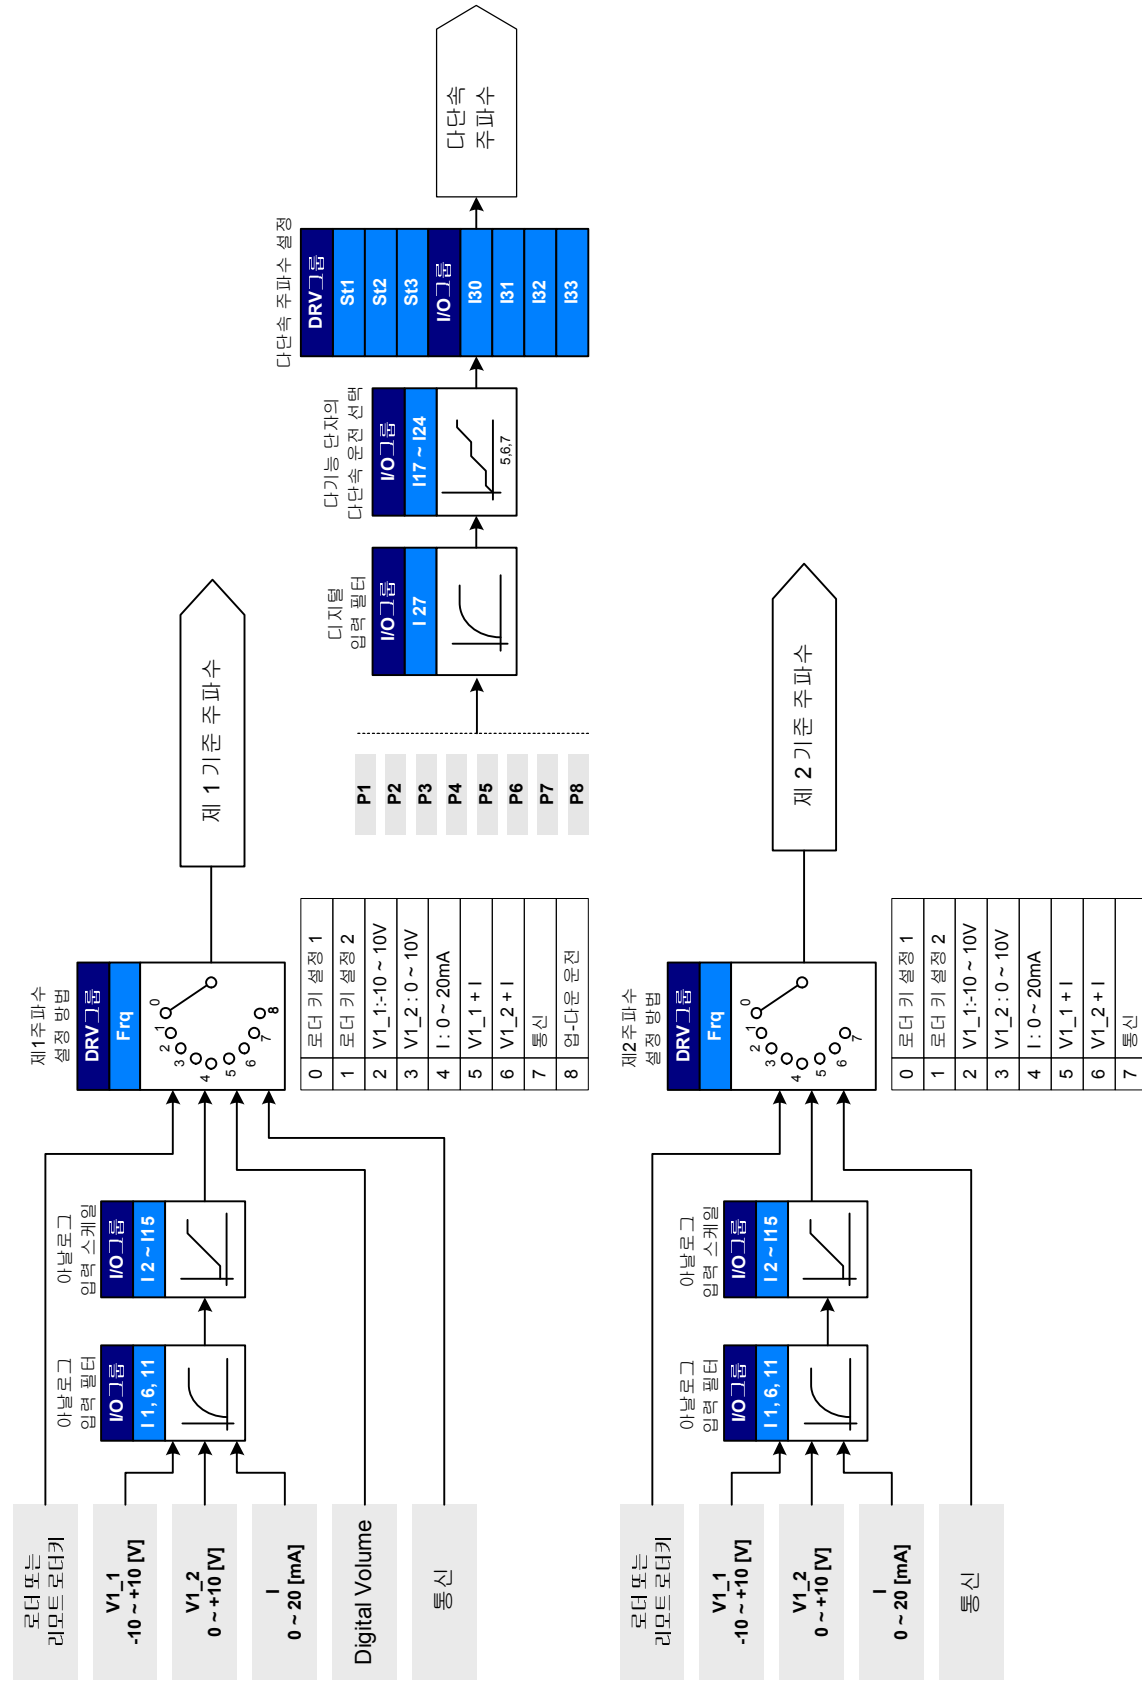 로더 또는
리모트 로더키
V1_1
-10 ~ +10 [V]
V1_2
0 ~ +10 [V]
I
0 ~ 20 [mA]
Digital Volume
통신
아날로그
입력 필터
I/O그룹
I 1, 6, 11
아날로그
입력 스케일
I/O그룹
I 2 ~ I15
제1주파수
설정 방법
DRV그룹
Frq
0
1
2
3
4
5
6
7
8
제 1 기준 주파수
0 로더 키 설정 1
1 로더 키 설정 2
2 V1_1:-10 ~ 10V
3 V1_2 : 0 ~ 10V
4 I : 0 ~ 20mA
5 V1_1 + I
6 V1_2 + I
7 통신
8 업-다운 운전
P1
P2
P3
P4
P5
P6
P7
P8
디지털
입력 필터
I/O그룹
I 27
다기능 단자의
다단속 운전 선택
I/O그룹
I17 ~ I24
5,6,7
다단속 주파수 설정
DRV그룹
St1
St2
St3
I/O그룹
I30
I31
I32
I33
다단속
주파수
로더 또는
리모트 로더키
V1_1
-10 ~ +10 [V]
V1_2
0 ~ +10 [V]
I
0 ~ 20 [mA]
통신
아날로그
입력 필터
I/O그룹
I 1, 6, 11
아날로그
입력 스케일
I/O그룹
I 2 ~ I15
제2주파수
설정 방법
DRV그룹
Frq
0
1
2
3
4
5
6
7
제 2 기준 주파수
0 로더 키 설정 1
1 로더 키 설정 2
2 V1_1:-10 ~ 10V
3 V1_2 : 0 ~ 10V
4 I : 0 ~ 20mA
5 V1_1 + I
6 V1_2 + I
7 통신